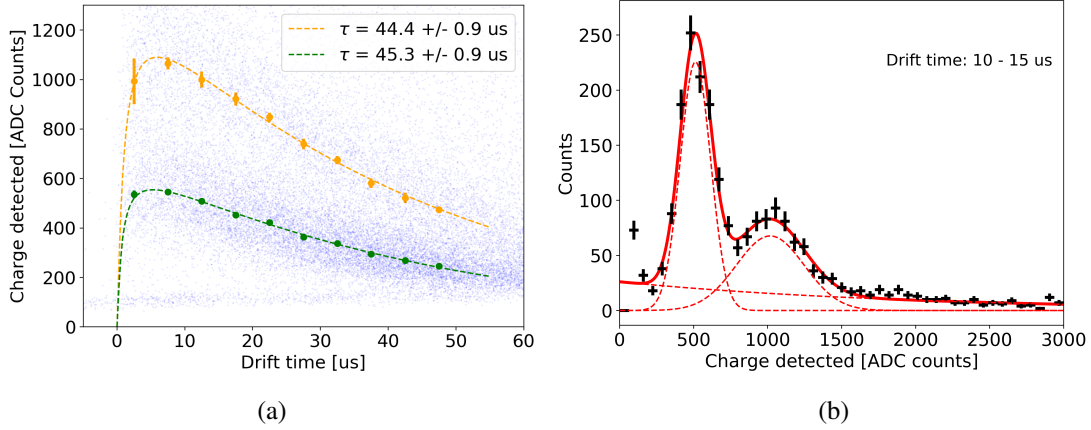 τ = 44.4 +/- 0.9 us
τ = 45.3 +/- 0.9 us
Charge detected [ADC Counts]
1200
1000
800
600
400
200
0
0 10 20 30 40 50 60
Drift time [us]
(a)
Drift time: 10 - 15 us
Counts
250
200
150
100
50
0
0 500 1000 1500 2000 2500 3000
Charge detected [ADC counts]
(b)